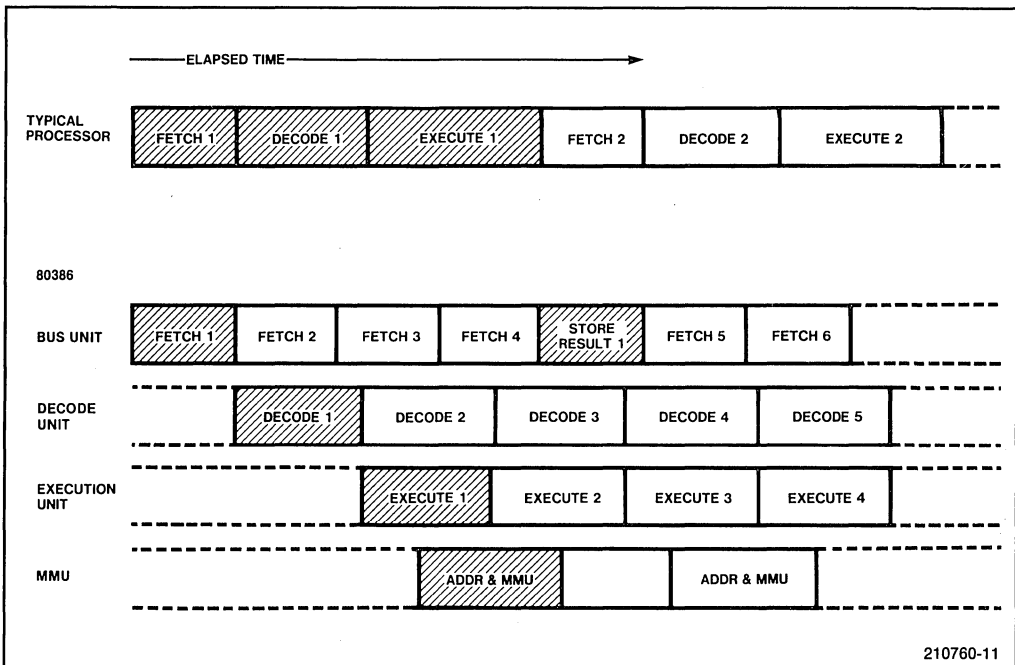 ELAPSED TIME
TYPICAL
PROCESSOR
FETCH 1
DECODE 1
EXECUTE 1
FETCH 2
DECODE 2
EXECUTE 2
80386
BUS UNIT
FETCH 1
FETCH 2
FETCH 3
FETCH 4
STORE
RESULT 1
FETCH 5
FETCH 6
DECODE
UNIT
DECODE 1
DECODE 2
DECODE 3
DECODE 4
DECODE 5
EXECUTION
UNIT
EXECUTE 1
EXECUTE 2
EXECUTE 3
EXECUTE 4
MMU
ADDR & MMU
ADDR & MMU
210760-11